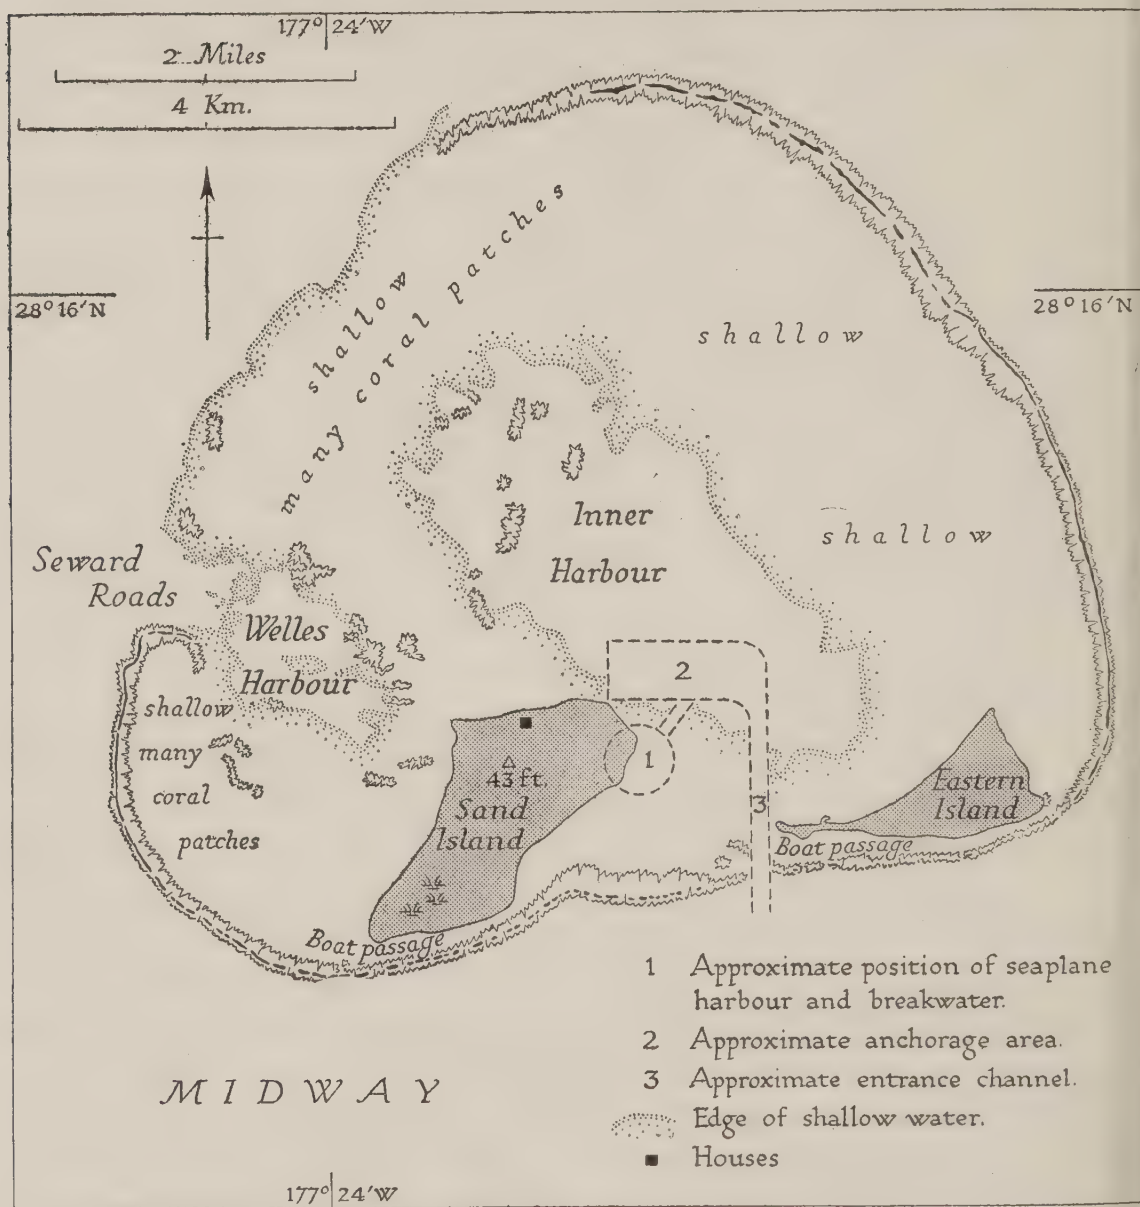 177° 24'W
2 Miles
4 Km.
28° 16'N
28° 16'N
shallow
many coral patches
shallow
shallow
Inner
Harbour
Seward
Roads
Welles
Harbour
shallow
many
coral
patches
2
1
3
43 ft.
Sand
Island
Eastern
Island
Boat passage
Boat passage
1 Approximate position of seaplane
harbour and breakwater.
2 Approximate anchorage area.
3 Approximate entrance channel.
Edge of shallow water.
Houses
MIDWAY
177° 24'W